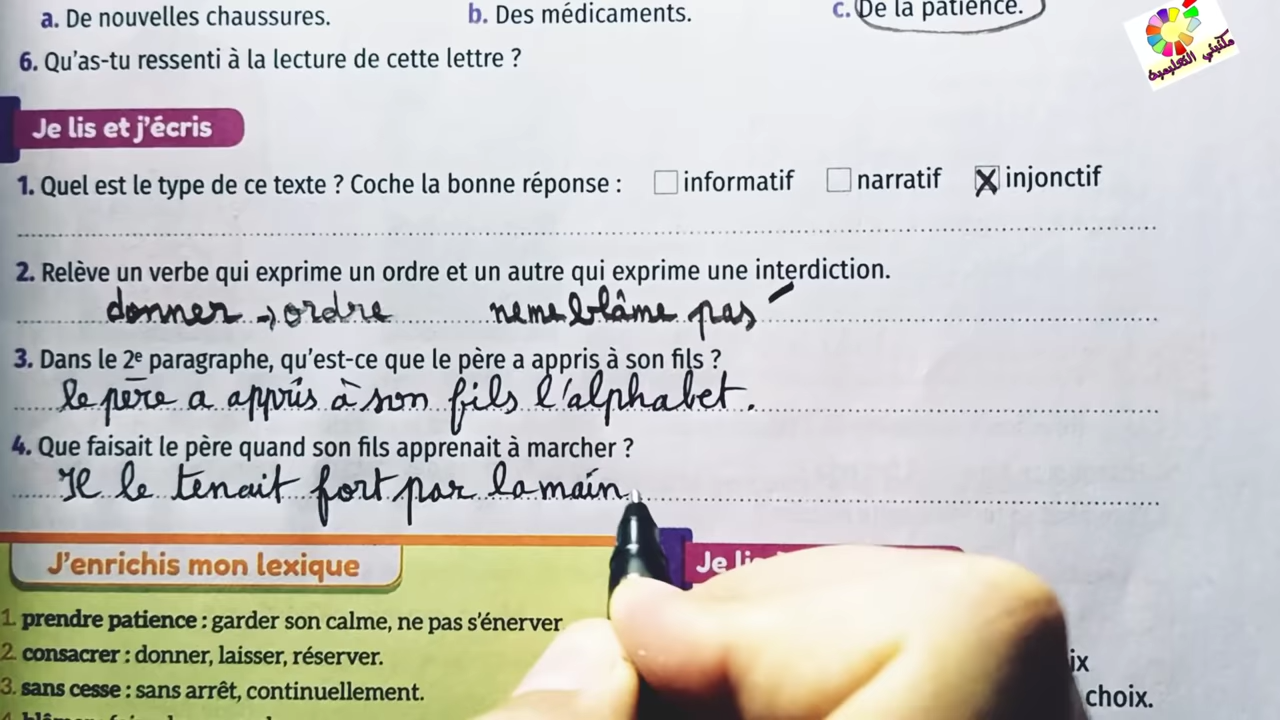 a. De nouvelles chaussures. b. Des médicaments. c. De la patience.
مكتبتي التعليمية
6. Qu'as-tu ressenti à la lecture de cette lettre ?
Je lis et j'écris
1. Quel est le type de ce texte ? Coche la bonne réponse : informatif narratif injonctif
2. Relève un verbe qui exprime un ordre et un autre qui exprime une interdiction.
donner → ordre ne me blâme pas
3. Dans le 2e paragraphe, qu'est-ce que le père a appris à son fils ?
le père a appris à son fils l'alphabet.
4. Que faisait le père quand son fils apprenait à marcher ?
Il le tenait fort par la main
J'enrichis mon lexique Je
1. prendre patience : garder son calme, ne pas s'énerver
2. consacrer : donner, laisser, réserver.
ix
3. sans cesse : sans arrêt, continuellement. choix.